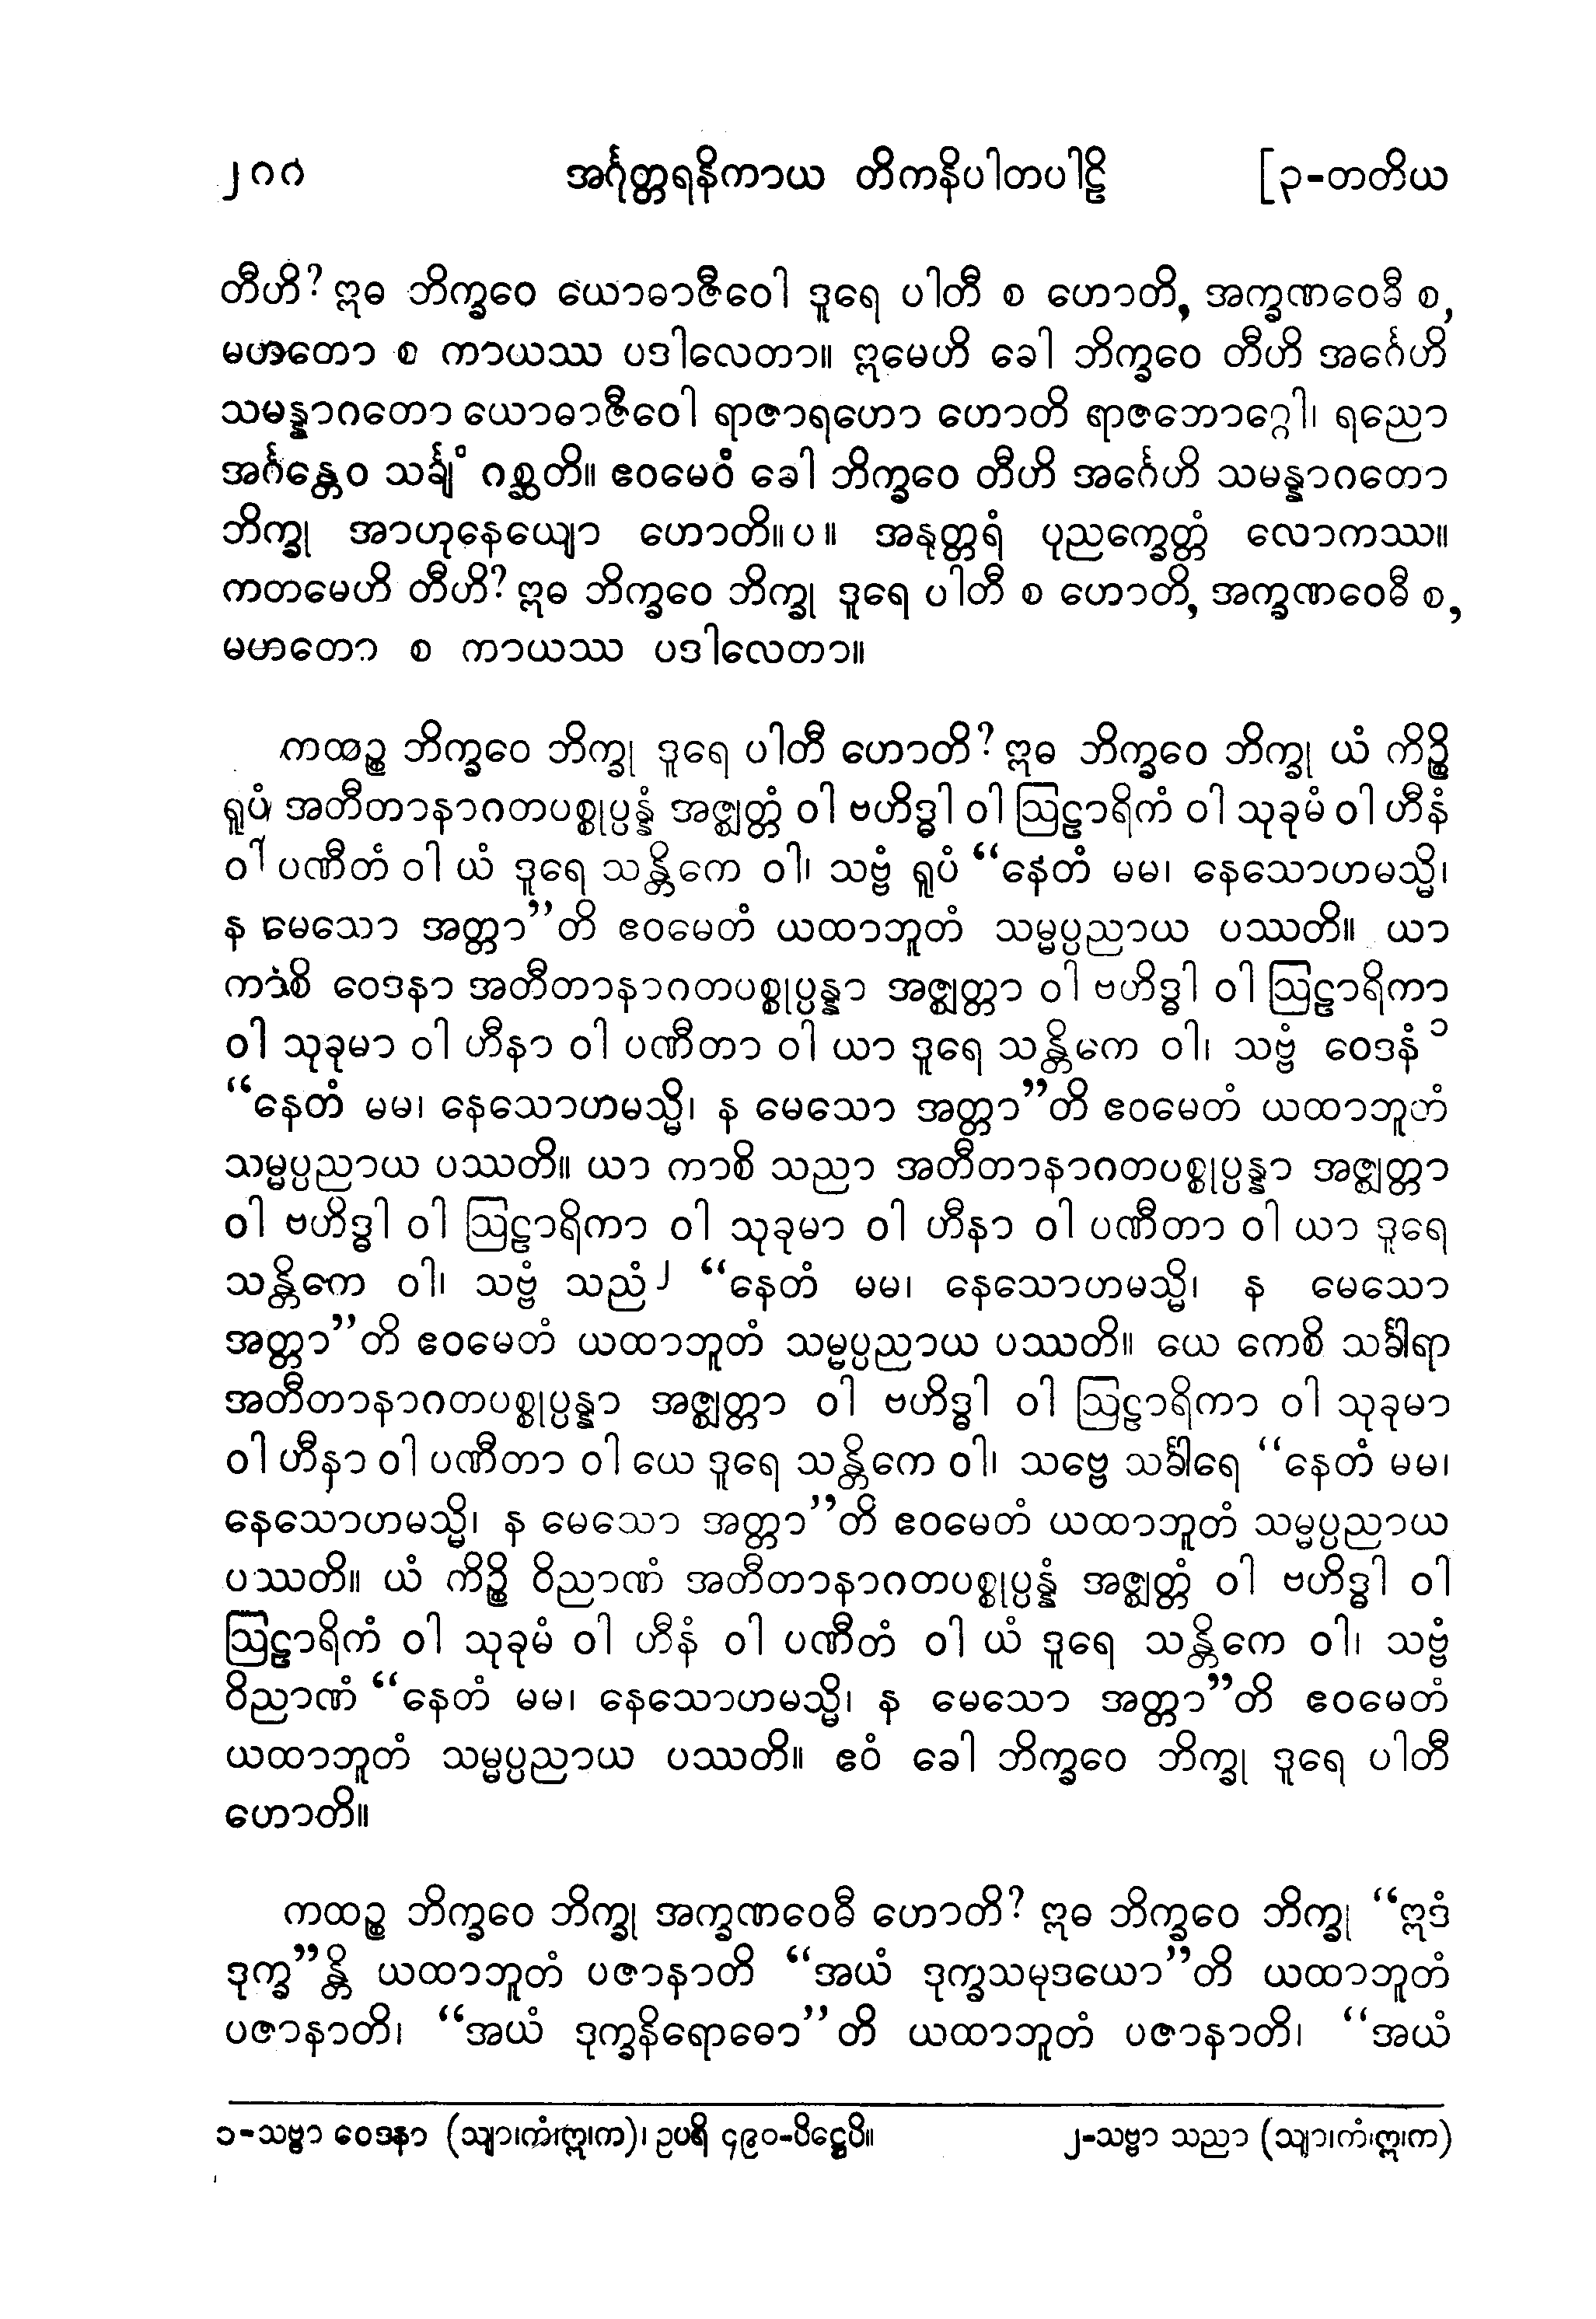 ၂၈၈ အင်္ဂုတ္တရနိကာယ တိကနိပါတပါဠိ [၃-တတိယ
တီဟိ? ဣဓ ဘိက္ခဝေ ယောဓာဇီဝေါ ဒူရေ ပါတီ စ ဟောတိ, အက္ခဏဝေဓီ စ,
မဟတော စ ကာယဿ ပဒါလေတာ။ ဣမေဟိ ခေါ ဘိက္ခဝေ တီဟိ အင်္ဂေဟိ
သမန္နာဂတော ယောဓာဇီဝေါ ရာဇာရဟော ဟောတိ ရာဇဘောဂ္ဂေါ၊ ရညော
အင်္ဂန္တွေဝ သင်္ချံ ဂစ္ဆတိ။ ဧဝမေဝံ ခေါ ဘိက္ခဝေ တီဟိ အင်္ဂေဟိ သမန္နာဂတော
ဘိက္ခု အာဟုနေယျော ဟောတိ။ပ။ အနုတ္တရံ ပုညက္ခေတ္တံ လောကဿ။
ကတမေဟိ တီဟိ? ဣဓ ဘိက္ခဝေ ဘိက္ခု ဒူရေ ပါတီ စ ဟောတိ, အက္ခဏဝေဓီ စ,
မဟတော စ ကာယဿ ပဒါလေတာ။
ကထဉ္စ ဘိက္ခဝေ ဘိက္ခု ဒူရေ ပါတီ ဟောတိ? ဣဓ ဘိက္ခဝေ ဘိက္ခု ယံ ကိဉ္စိ
ရူပံ အတီတာနာဂတပစ္စုပ္ပန္နံ အဇ္ဈတ္တံ ဝါ ဗဟိဒ္ဓါ ဝါ ဩဠာရိကံ ဝါ သုခုမံ ဝါ ဟီနံ
ဝါ ပဏီတံ ဝါ ယံ ဒူရေ သန္တိကေ ဝါ၊ သဗ္ဗံ ရူပံ “နေတံ မမ၊ နေသောဟမသ္မိ၊
န မေသော အတ္တာ”တိ ဧဝမေတံ ယထာဘူတံ သမ္မပ္ပညာယ ပဿတိ။ ယာ
ကာစိ ဝေဒနာ အတီတာနာဂတပစ္စုပ္ပန္နာ အဇ္ဈတ္တာ ဝါ ဗဟိဒ္ဓါ ဝါ ဩဠာရိကာ
ဝါ သုခုမာ ဝါ ဟီနာ ဝါ ပဏီတာ ဝါ ယာ ဒူရေ သန္တိကေ ဝါ၊ သဗ္ဗံ ဝေဒနံ ၁
“နေတံ မမ၊ နေသောဟမသ္မိ၊ န မေသော အတ္တာ”တိ ဧဝမေတံ ယထာဘူတံ
သမ္မပ္ပညာယ ပဿတိ။ ယာ ကာစိ သညာ အတီတာနာဂတပစ္စုပ္ပန္နာ အဇ္ဈတ္တာ
ဝါ ဗဟိဒ္ဓါ ဝါ ဩဠာရိကာ ဝါ သုခုမာ ဝါ ဟီနာ ဝါ ပဏီတာ ဝါ ယာ ဒူရေ
သန္တိကေ ဝါ၊ သဗ္ဗံ သညံ ၂ “နေတံ မမ၊ နေသောဟမသ္မိ၊ န မေသော
အတ္တာ”တိ ဧဝမေတံ ယထာဘူတံ သမ္မပ္ပညာယ ပဿတိ။ ယေ ကေစိ သင်္ခါရာ
အတီတာနာဂတပစ္စုပ္ပန္နာ အဇ္ဈတ္တာ ဝါ ဗဟိဒ္ဓါ ဝါ ဩဠာရိကာ ဝါ သုခုမာ
ဝါ ဟီနာ ဝါ ပဏီတာ ဝါ ယေ ဒူရေ သန္တိကေ ဝါ၊ သဗ္ဗေ သင်္ခါရေ “နေတံ မမ၊
နေသောဟမသ္မိ၊ န မေသော အတ္တာ”တိ ဧဝမေတံ ယထာဘူတံ သမ္မပ္ပညာယ
ပဿတိ။ ယံ ကိဉ္စိ ဝိညာဏံ အတီတာနာဂတပစ္စုပ္ပန္နံ အဇ္ဈတ္တံ ဝါ ဗဟိဒ္ဓါ ဝါ
ဩဠာရိကံ ဝါ သုခုမံ ဝါ ဟီနံ ဝါ ပဏီတံ ဝါ ယံ ဒူရေ သန္တိကေ ဝါ၊ သဗ္ဗံ
ဝိညာဏံ “နေတံ မမ၊ နေသောဟမသ္မိ၊ န မေသော အတ္တာ”တိ ဧဝမေတံ
ယထာဘူတံ သမ္မပ္ပညာယ ပဿတိ။ ဧဝံ ခေါ ဘိက္ခဝေ ဘိက္ခု ဒူရေ ပါတီ
ဟောတိ။
ကထဉ္စ ဘိက္ခဝေ ဘိက္ခု အက္ခဏဝေဓီ ဟောတိ? ဣဓ ဘိက္ခဝေ ဘိက္ခု “ဣဒံ
ဒုက္ခ”န္တိ ယထာဘူတံ ပဇာနာတိ “အယံ ဒုက္ခသမုဒယော”တိ ယထာဘူတံ
ပဇာနာတိ၊ “အယံ ဒုက္ခနိရောဓော”တိ ယထာဘူတံ ပဇာနာတိ၊ “အယံ
၁-သဗ္ဗာ ဝေဒနာ (သျာ၊ကံ၊ဣ၊က)၊ ဥပရိ ၄၉၀-ပိဋ္ဌေပိ။ ၂-သဗ္ဗာ သညာ (သျာ၊ကံ၊ဣ၊က)